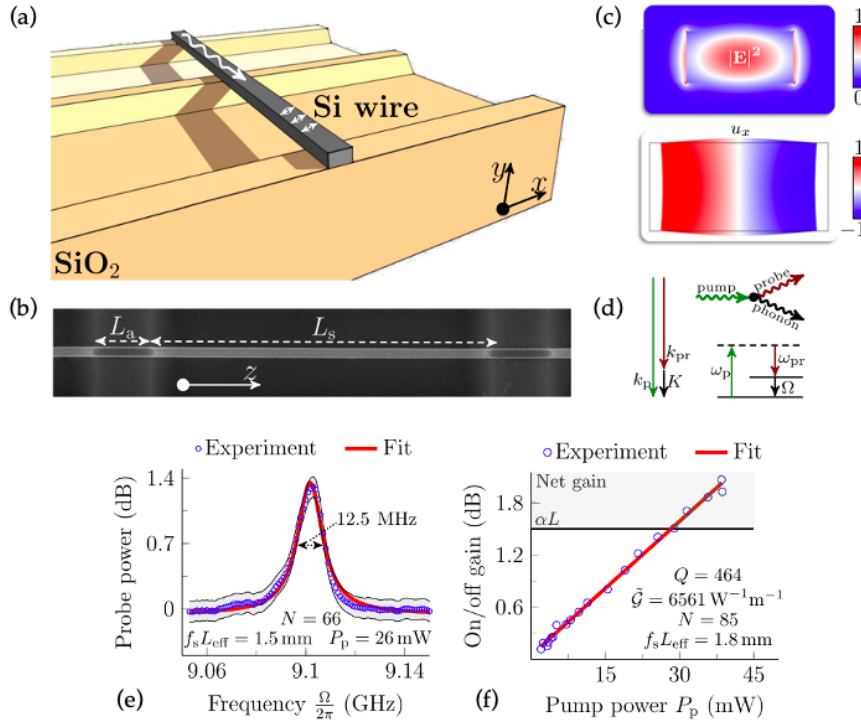 (a)
Si wire
y
x
SiO₂
(b)
Lₐ
Lₛ
z
(c)
|E|²
1
0
uₓ
1
−1
(d)
pump
probe
phonon
kₚ
kₚᵣ
K
ωₚ
ωₚᵣ
Ω
Experiment Fit
Probe power (dB)
1.4
0.7
0
12.5 MHz
N = 66
fₛLeff = 1.5 mm Pₚ = 26 mW
9.06 9.1 9.14
(e) Frequency Ω/2π (GHz)
Experiment Fit
On/off gain (dB)
Net gain
αL
1.8
1.2
0.6
Q = 464
G̃ = 6561 W⁻¹m⁻¹
N = 85
fₛLeff = 1.8 mm
15 30 45
(f) Pump power Pₚ (mW)